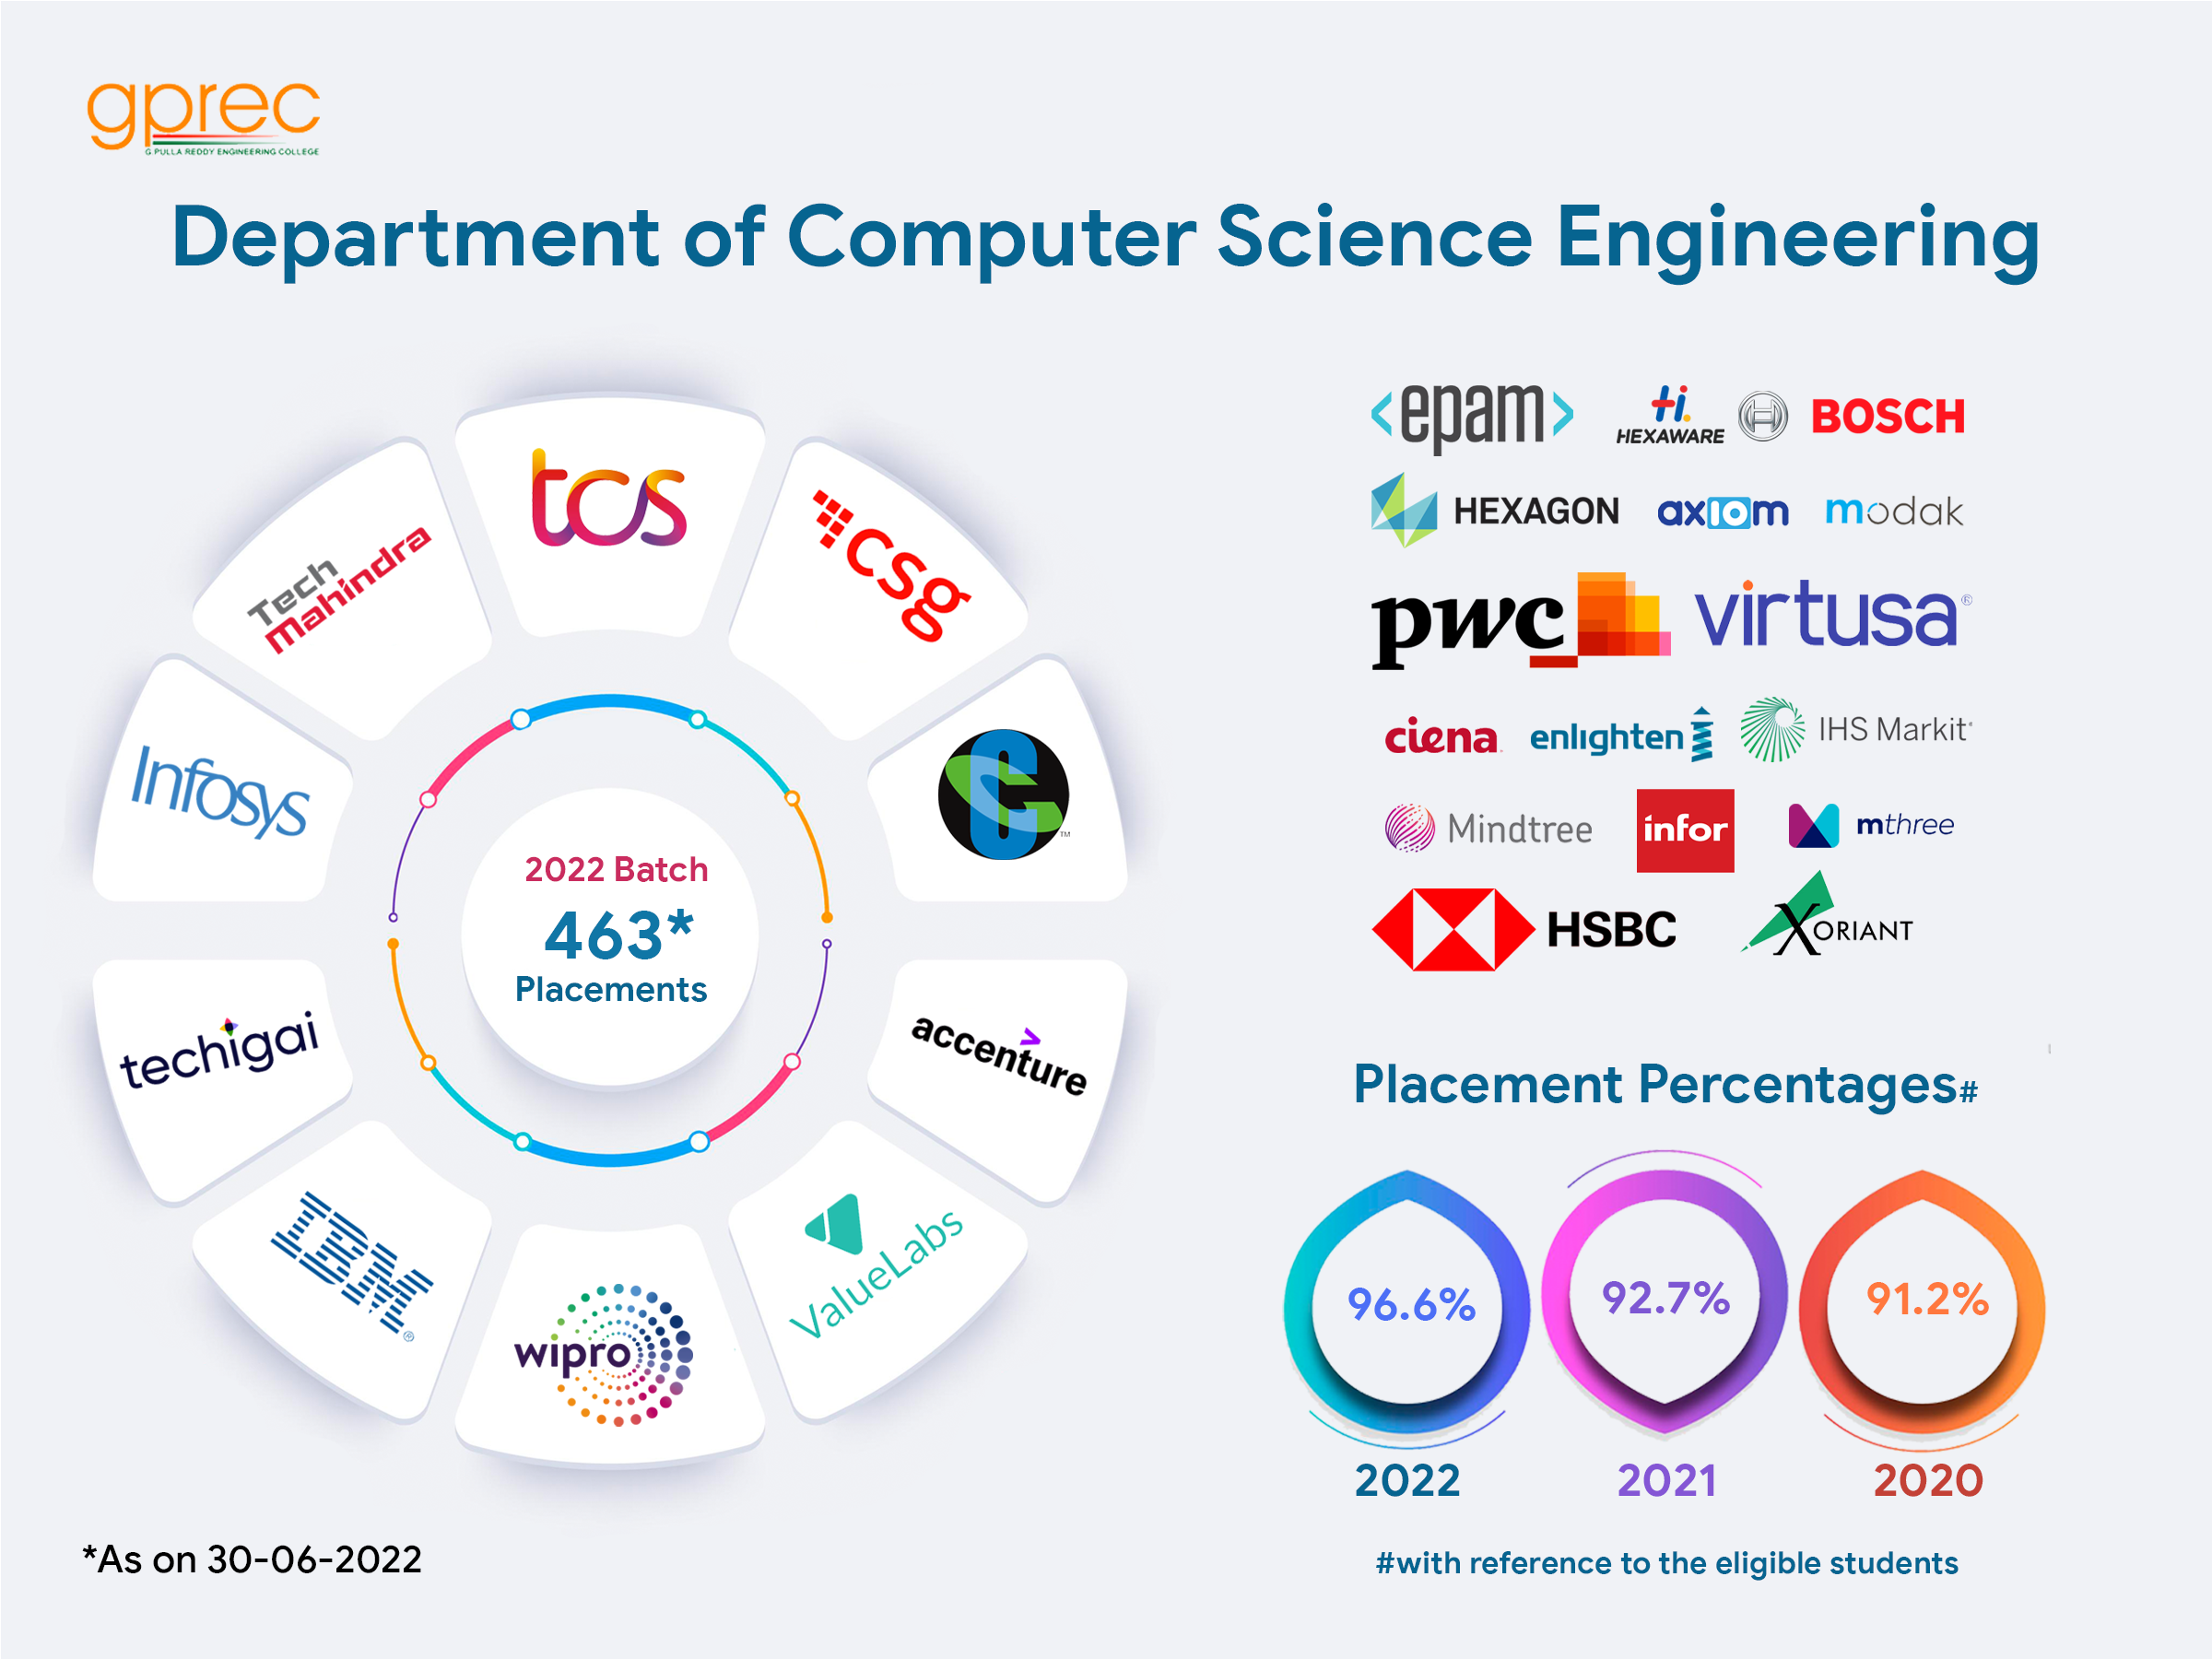 gprec
G.PULLA REDDY ENGINEERING COLLEGE
Department of Computer Science Engineering
tcs
csg
C
TM
accenture
ValueLabs
wipro
IBM
®
techigai
Infosys
Tech
Mahindra
2022 Batch
463*
Placements
*As on 30-06-2022
<epam>
Hi.
HEXAWARE
BOSCH
HEXAGON
axiom
modak
pwc
virtusa®
ciena
enlighten
IHS Markit
Mindtree
infor
mthree
HSBC
XORIANT
Placement Percentages#
96.6%
92.7%
91.2%
2022
2021
2020
#with reference to the eligible students